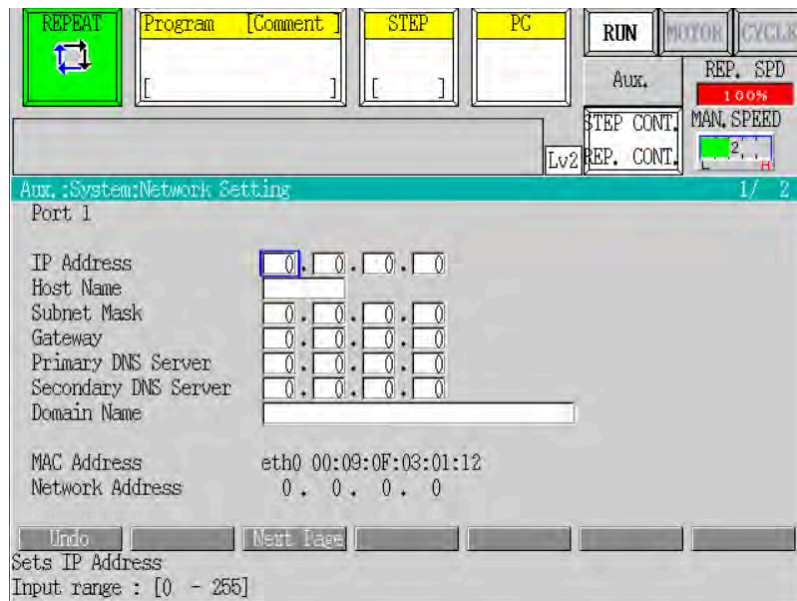 REPEAT
Program [Comment ]
[ ]
STEP
[ ]
PC
RUN MOTOR CYCLE
Aux.
REP. SPD
100%
STEP CONT.
REP. CONT.
MAN.SPEED
2
L H
Lv2
Aux.:System:Network Setting 1/ 2
Port 1
IP Address 0. 0. 0. 0
Host Name
Subnet Mask 0. 0. 0. 0
Gateway 0. 0. 0. 0
Primary DNS Server 0. 0. 0. 0
Secondary DNS Server 0. 0. 0. 0
Domain Name
MAC Address eth0 00:09:0F:03:01:12
Network Address 0. 0. 0. 0
Undo Next Page
Sets IP Address
Input range : [0 - 255]